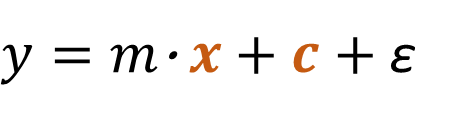 y = m · x + c + ε